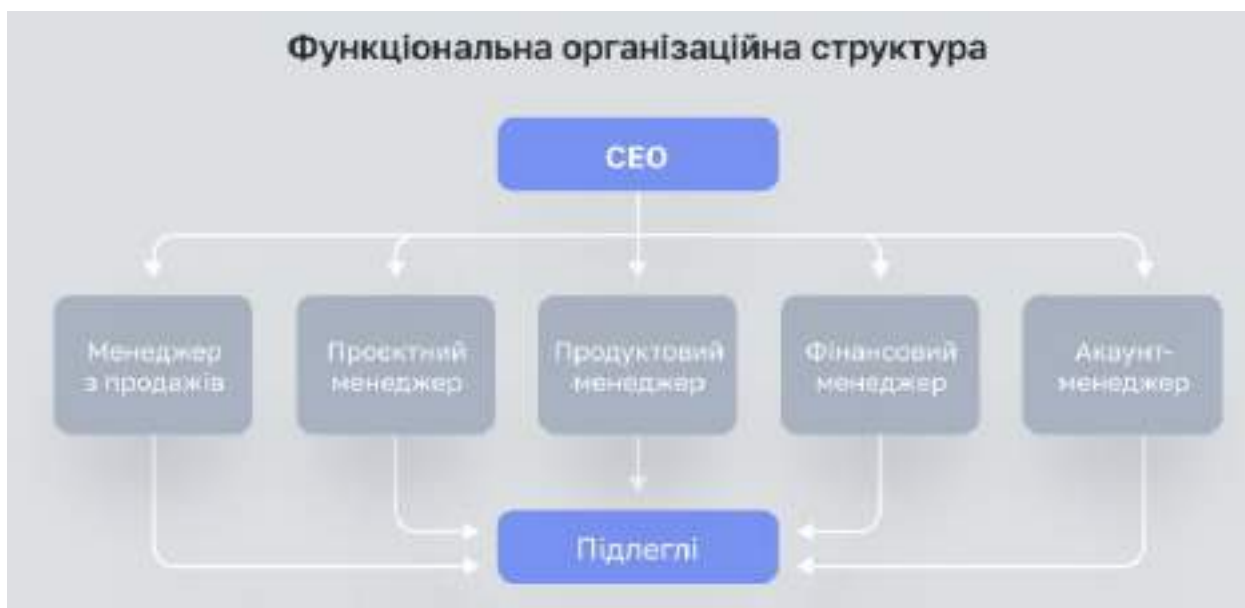 Функціональна організаційна структура
CEO
Менеджер
з продажів
Проєктний
менеджер
Продуктовий
менеджер
Фінансовий
менеджер
Акаунт-
менеджер
Підлеглі